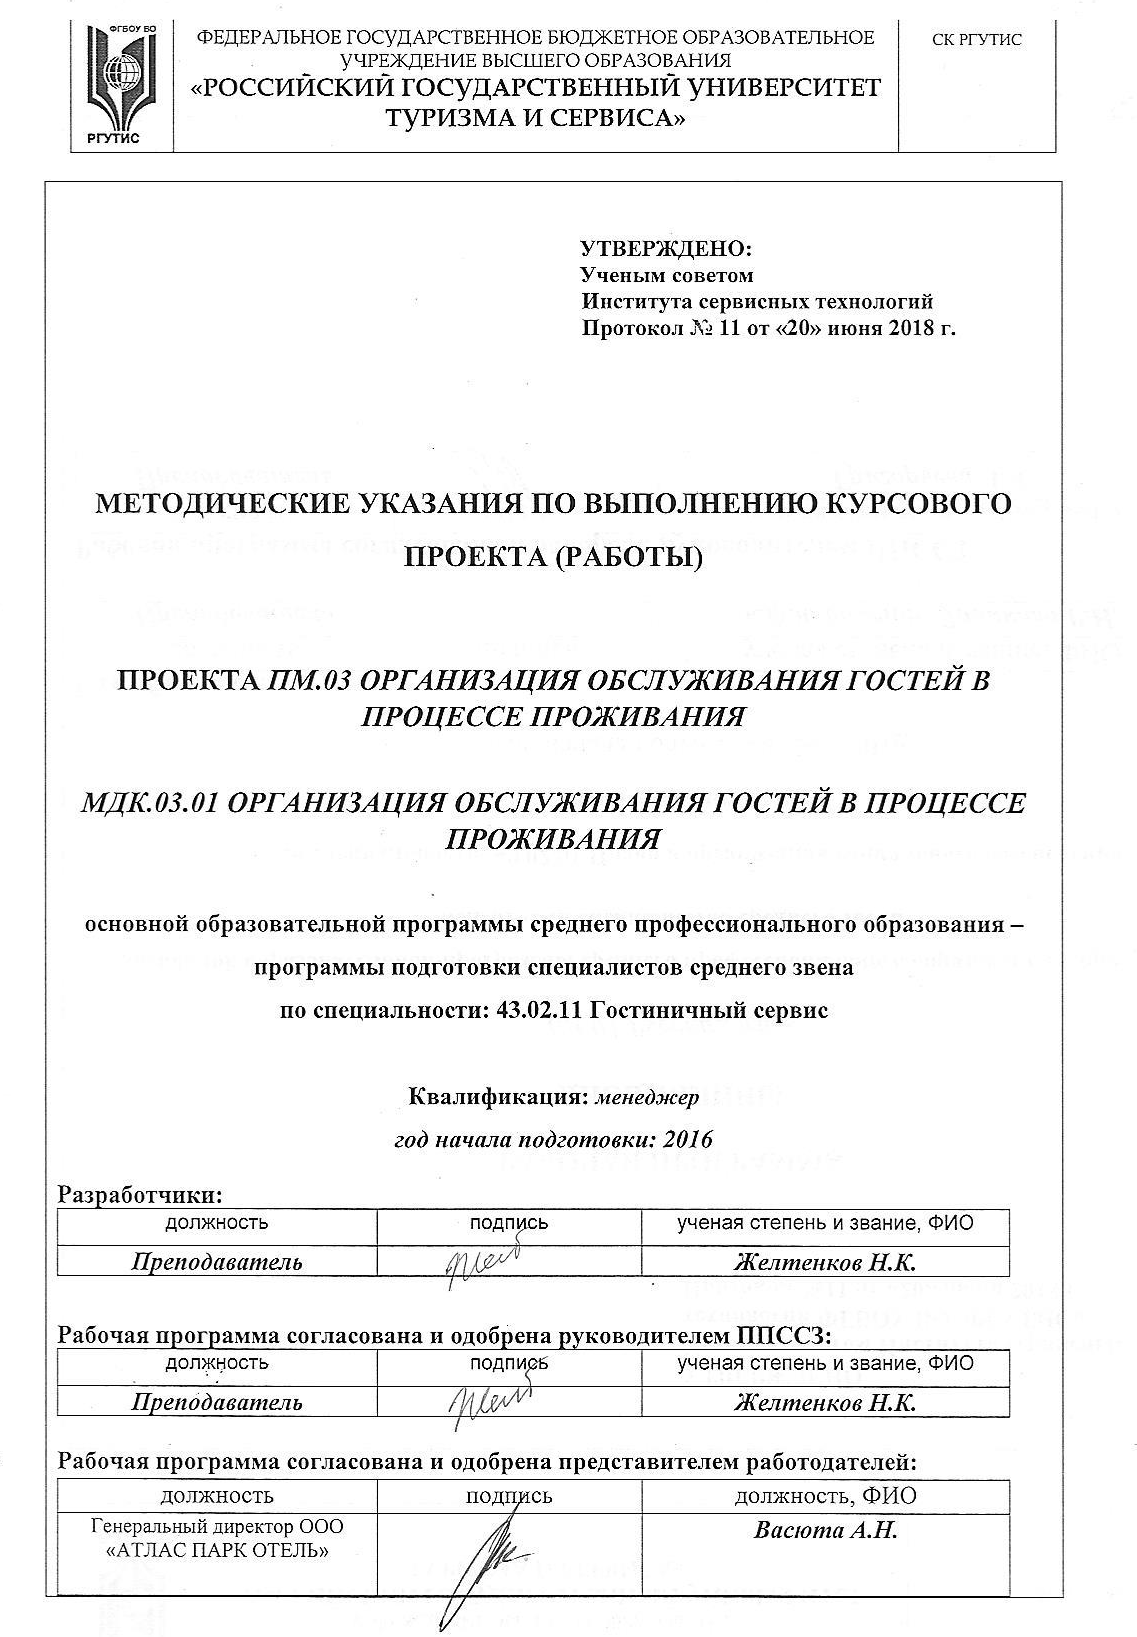 ФГБОУ ВО
РГУТИС
ФЕДЕРАЛЬНОЕ ГОСУДАРСТВЕННОЕ БЮДЖЕТНОЕ ОБРАЗОВАТЕЛЬНОЕ
УЧРЕЖДЕНИЕ ВЫСШЕГО ОБРАЗОВАНИЯ
«РОССИЙСКИЙ ГОСУДАРСТВЕННЫЙ УНИВЕРСИТЕТ
ТУРИЗМА И СЕРВИСА»
СК РГУТИС
УТВЕРЖДЕНО:
Ученым советом
Института сервисных технологий
Протокол № 11 от «20» июня 2018 г.
МЕТОДИЧЕСКИЕ УКАЗАНИЯ ПО ВЫПОЛНЕНИЮ КУРСОВОГО
ПРОЕКТА (РАБОТЫ)
ПРОЕКТА ПМ.03 ОРГАНИЗАЦИЯ ОБСЛУЖИВАНИЯ ГОСТЕЙ В
ПРОЦЕССЕ ПРОЖИВАНИЯ
МДК.03.01 ОРГАНИЗАЦИЯ ОБСЛУЖИВАНИЯ ГОСТЕЙ В ПРОЦЕССЕ
ПРОЖИВАНИЯ
основной образовательной программы среднего профессионального образования –
программы подготовки специалистов среднего звена
по специальности: 43.02.11 Гостиничный сервис
Квалификация: менеджер
год начала подготовки: 2016
Разработчики:
должность подпись ученая степень и звание, ФИО
Преподаватель Желтенков Н.К.
Рабочая программа согласована и одобрена руководителем ППССЗ:
должность подпись ученая степень и звание, ФИО
Преподаватель Желтенков Н.К.
Рабочая программа согласована и одобрена представителем работодателей:
должность подпись должность, ФИО
Генеральный директор ООО Васюта А.Н.
«АТЛАС ПАРК ОТЕЛЬ»